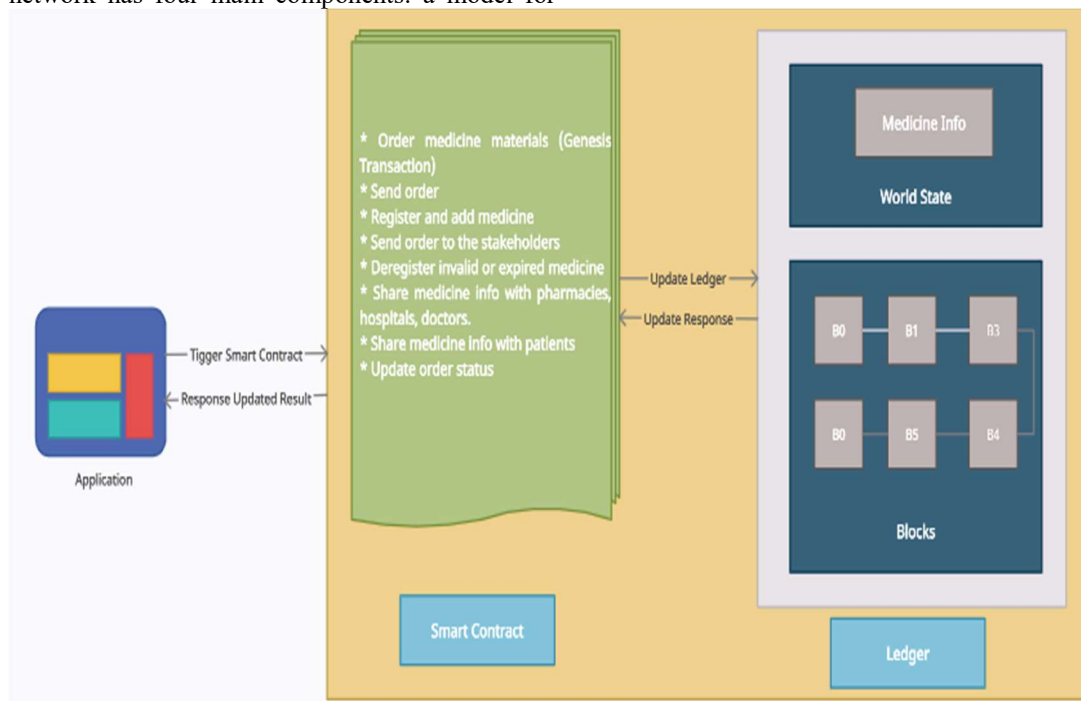 network has four main components: a model for
* Order medicine materials (Genesis
Transaction)
* Send order
* Register and add medicine
* Send order to the stakeholders
* Deregister invalid or expired medicine
* Share medicine info with pharmacies,
hospitals, doctors.
* Share medicine info with patients
* Update order status
Medicine Info
World State
Update Ledger
Update Response
B0 B1 B3
B0 B5 B4
Blocks
Tigger Smart Contract
Response Updated Result
Application
Smart Contract
Ledger